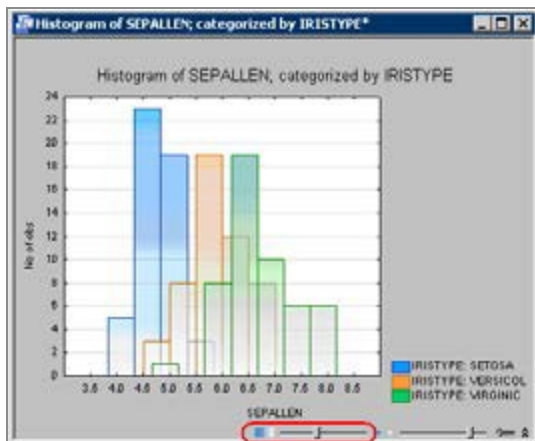 Histogram of SEPALLEN; categorized by IRISTYPE*
Histogram of SEPALLEN; categorized by IRISTYPE
24
22
20
18
16
14
12
10
8
6
4
2
0
No of obs
3.5 4.0 4.5 5.0 5.5 6.0 6.5 7.0 7.5 8.0 8.5
SEPALLEN
IRISTYPE: SETOSA
IRISTYPE: VERSICOL
IRISTYPE: VIRGINIC